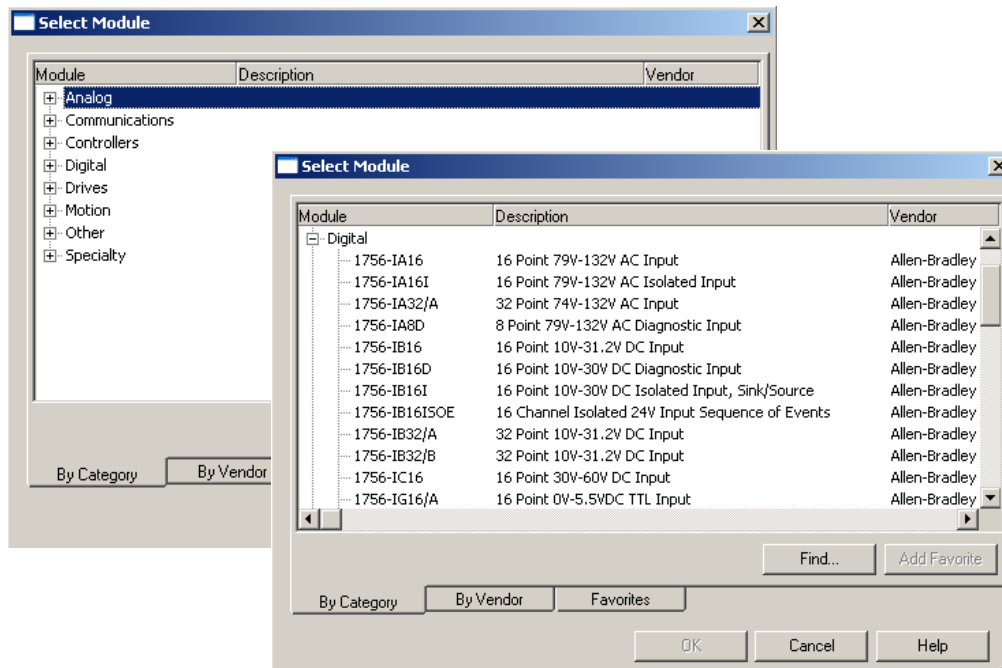 Select Module
Module Description Vendor
Analog
Communications
Controllers
Digital
Drives
Motion
Other
Specialty
By Category By Vendor
Select Module
Module Description Vendor
Digital
1756-IA16 16 Point 79V-132V AC Input Allen-Bradley
1756-IA16I 16 Point 79V-132V AC Isolated Input Allen-Bradley
1756-IA32/A 32 Point 74V-132V AC Input Allen-Bradley
1756-IA8D 8 Point 79V-132V AC Diagnostic Input Allen-Bradley
1756-IB16 16 Point 10V-31.2V DC Input Allen-Bradley
1756-IB16D 16 Point 10V-30V DC Diagnostic Input Allen-Bradley
1756-IB16I 16 Point 10V-30V DC Isolated Input, Sink/Source Allen-Bradley
1756-IB16ISOE 16 Channel Isolated 24V Input Sequence of Events Allen-Bradley
1756-IB32/A 32 Point 10V-31.2V DC Input Allen-Bradley
1756-IB32/B 32 Point 10V-31.2V DC Input Allen-Bradley
1756-IC16 16 Point 30V-60V DC Input Allen-Bradley
1756-IG16/A 16 Point 0V-5.5VDC TTL Input Allen-Bradley
Find... Add Favorite
By Category By Vendor Favorites
OK Cancel Help